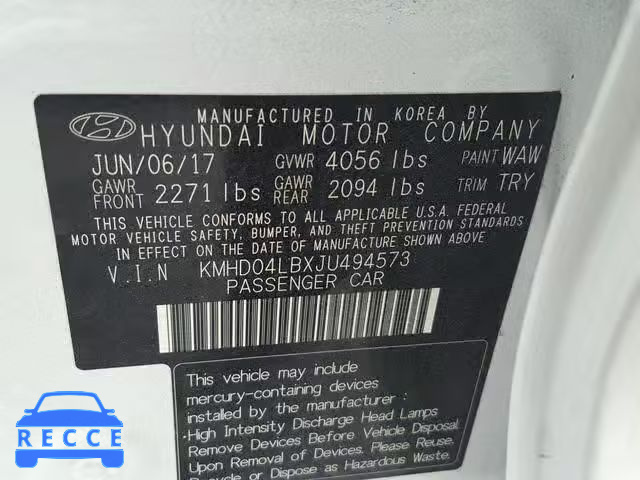 MANUFACTURED IN KOREA BY
HYUNDAI MOTOR COMPANY
JUN/06/17 GVWR 4056 lbs PAINT WAW
GAWR FRONT 2271 lbs GAWR REAR 2094 lbs TRIM TRY
THIS VEHICLE CONFORMS TO ALL APPLICABLE U.S.A. FEDERAL
MOTOR VEHICLE SAFETY, BUMPER, AND THEFT PREVENTION STANDARDS
IN EFFECT ON THE DATE OF MANUFACTURE SHOWN ABOVE.
V.I.N KMHD04LBXJU494573
PASSENGER CAR
This vehicle may include
mercury-containing devices
installed by the manufacturer :
-High Intensity Discharge Head Lamps
Remove Devices Before Vehicle Disposal.
Upon Removal of Devices. Please Reuse,
Recycle or Dispose as Hazardous Waste.
RECCE